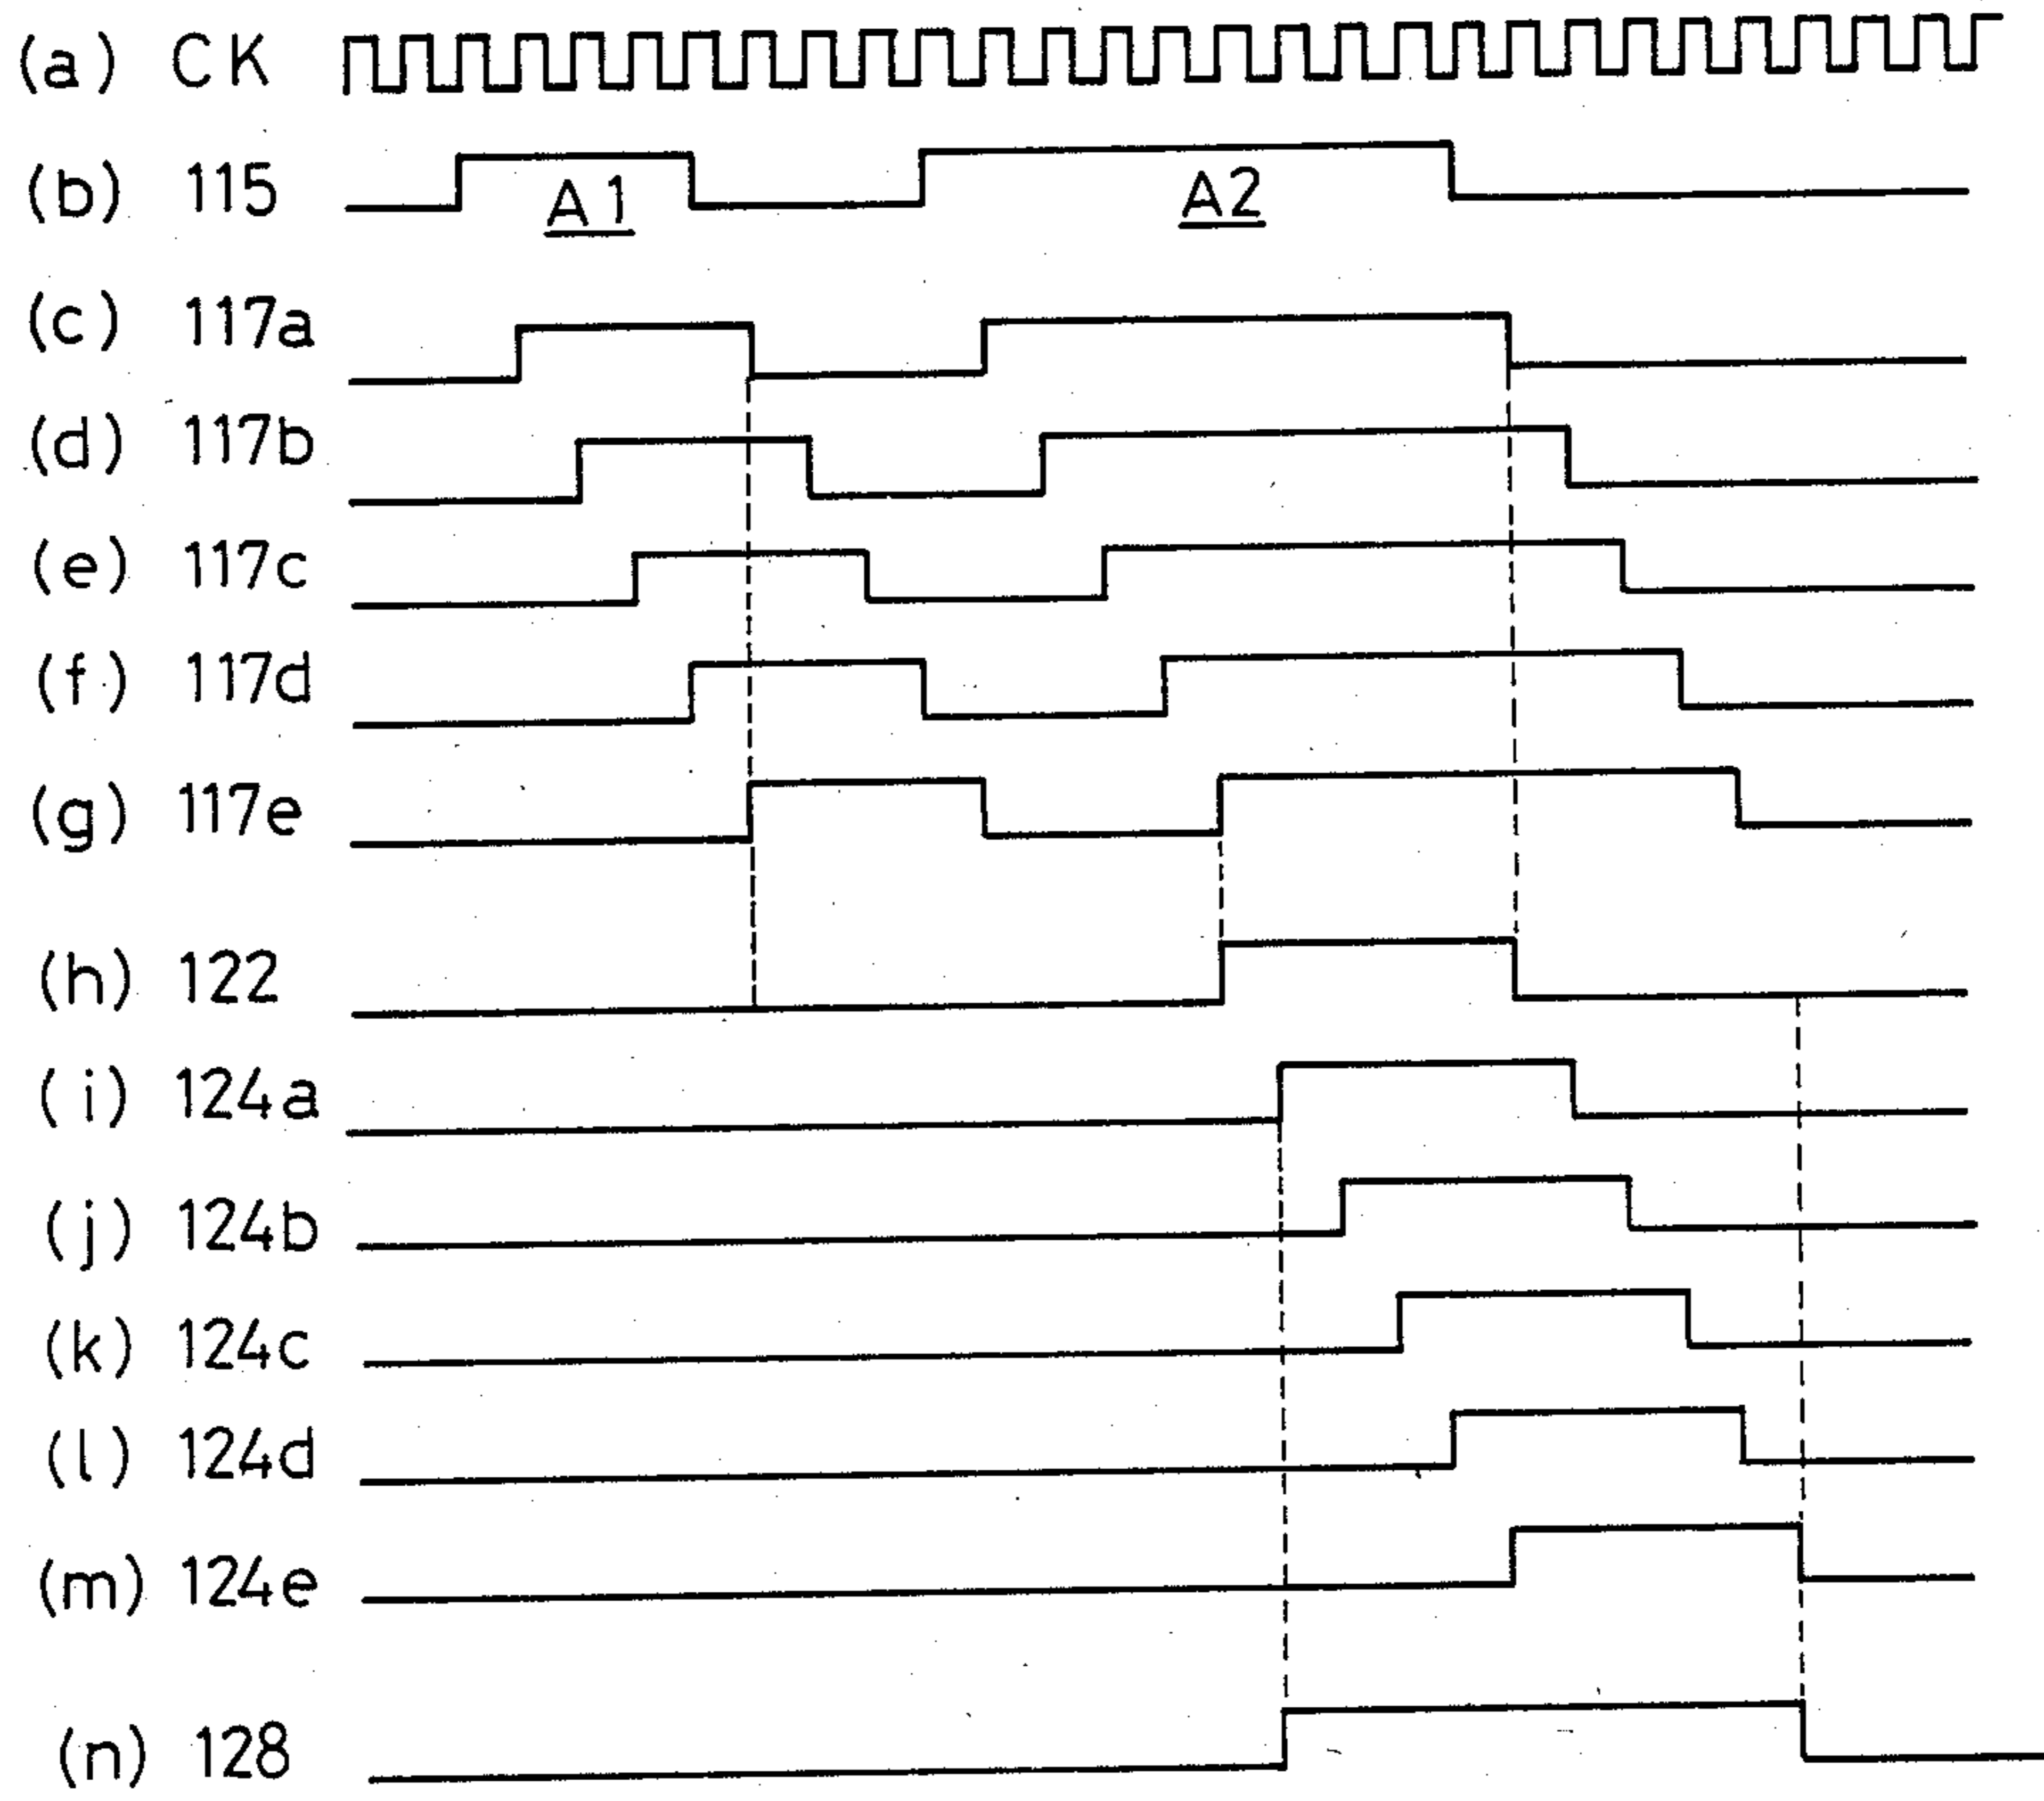 (a) CK
(b) 115
A1
A2
(c) 117a
(d) 117b
(e) 117c
(f) 117d
(g) 117e
(h) 122
(i) 124a
(j) 124b
(k) 124c
(l) 124d
(m) 124e
(n) 128